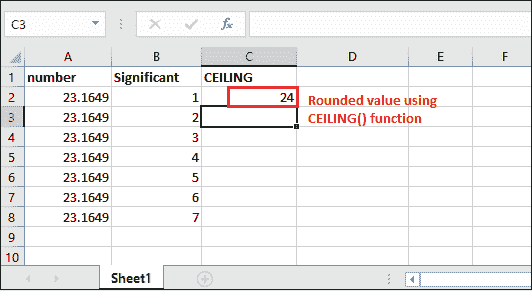 C3
A B C D E F
1 number Significant CEILING
2 23.1649 1 24 Rounded value using
3 23.1649 2 CEILING() function
4 23.1649 3
5 23.1649 4
6 23.1649 5
7 23.1649 6
8 23.1649 7
9
10
Sheet1